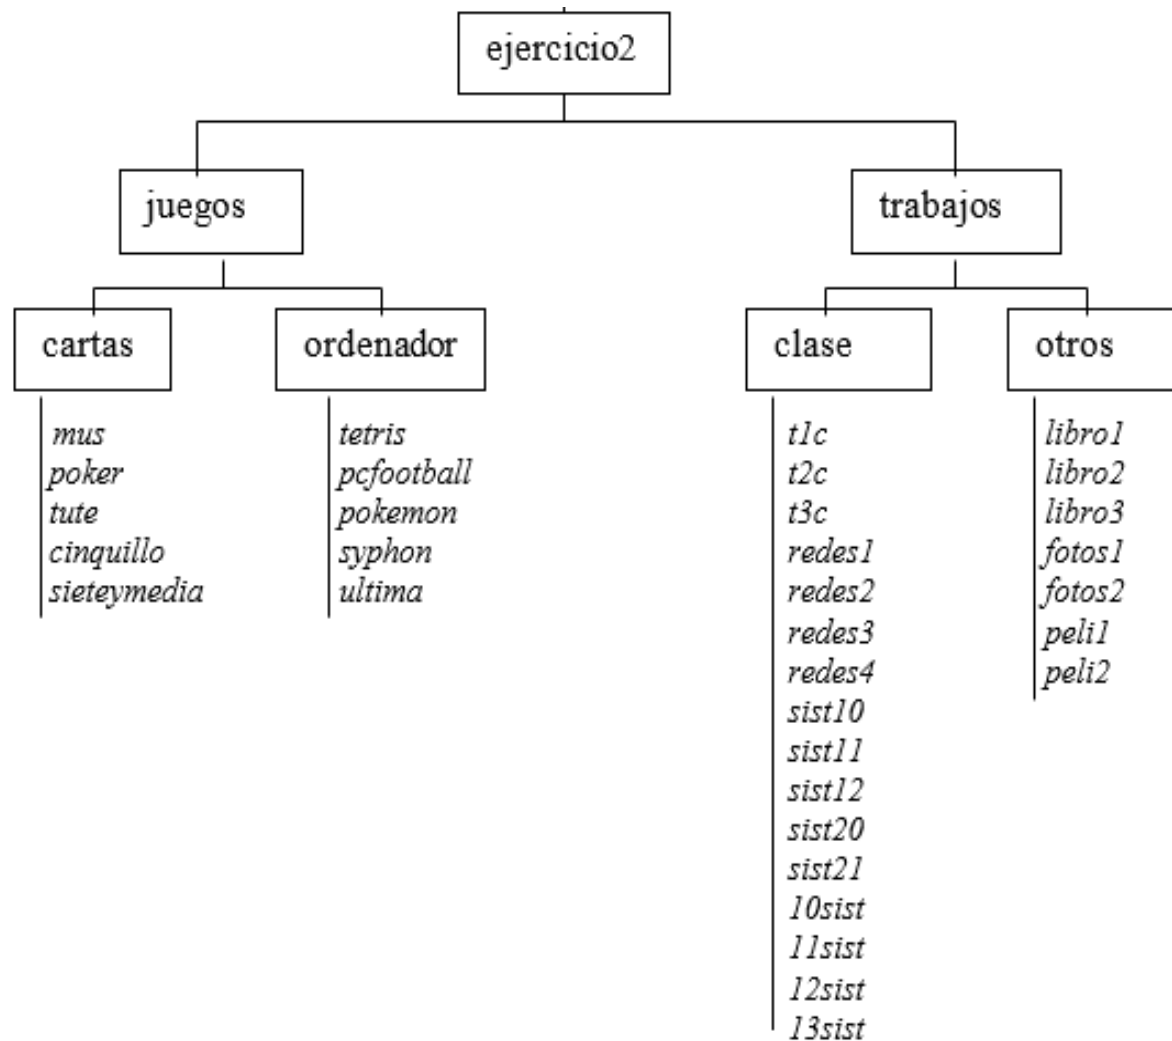 ejercicio2
juegos
trabajos
cartas
ordenador
clase
otros
mus
poker
tute
cinquillo
sieteymedia
tetris
pcfootball
pokemon
syphon
ultima
t1c
t2c
t3c
redes1
redes2
redes3
redes4
sist10
sist11
sist12
sist20
sist21
10sist
11sist
12sist
13sist
libro1
libro2
libro3
fotos1
fotos2
peli1
peli2